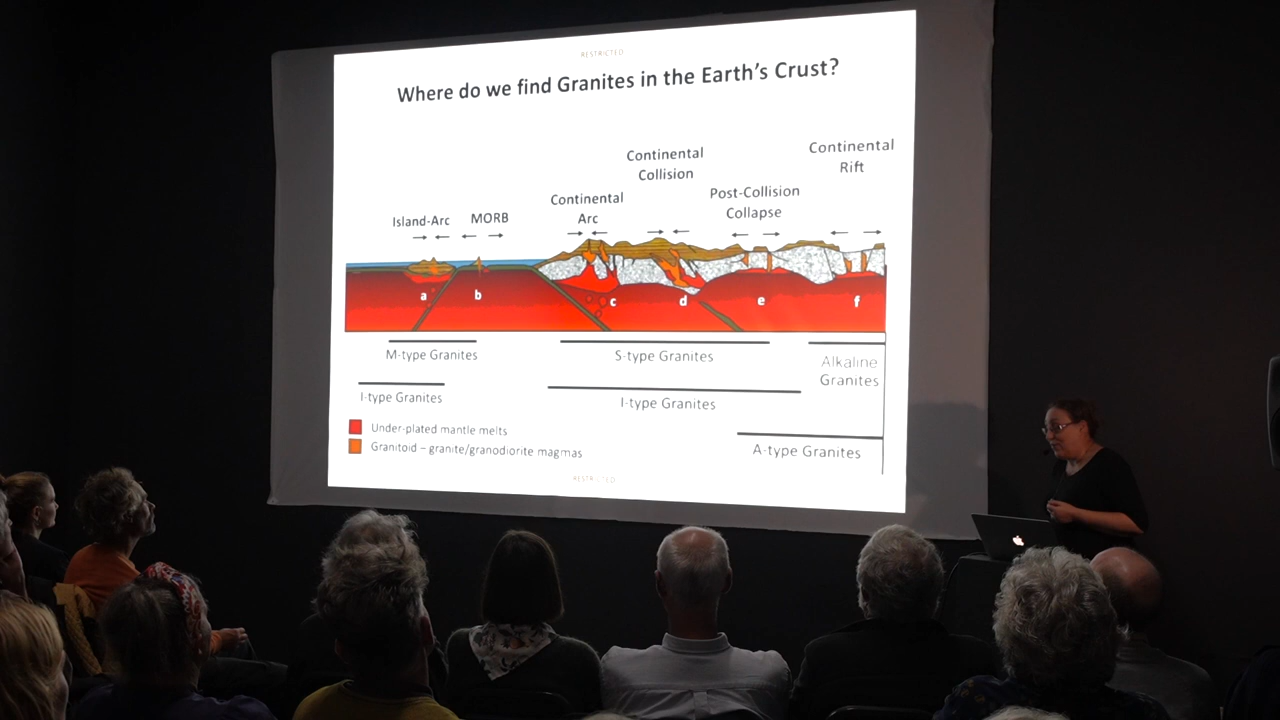 RESTRICTED
Where do we find Granites in the Earth's Crust?
Continental
Rift
Continental
Collision
Post-Collision
Collapse
Continental
Arc
Island-Arc
MORB
a
b
c
d
e
f
M-type Granites
S-type Granites
Alkaline
Granites
I-type Granites
I-type Granites
A-type Granites
Under-plated mantle melts
Granitoid – granite/granodiorite magmas
RESTRICTED